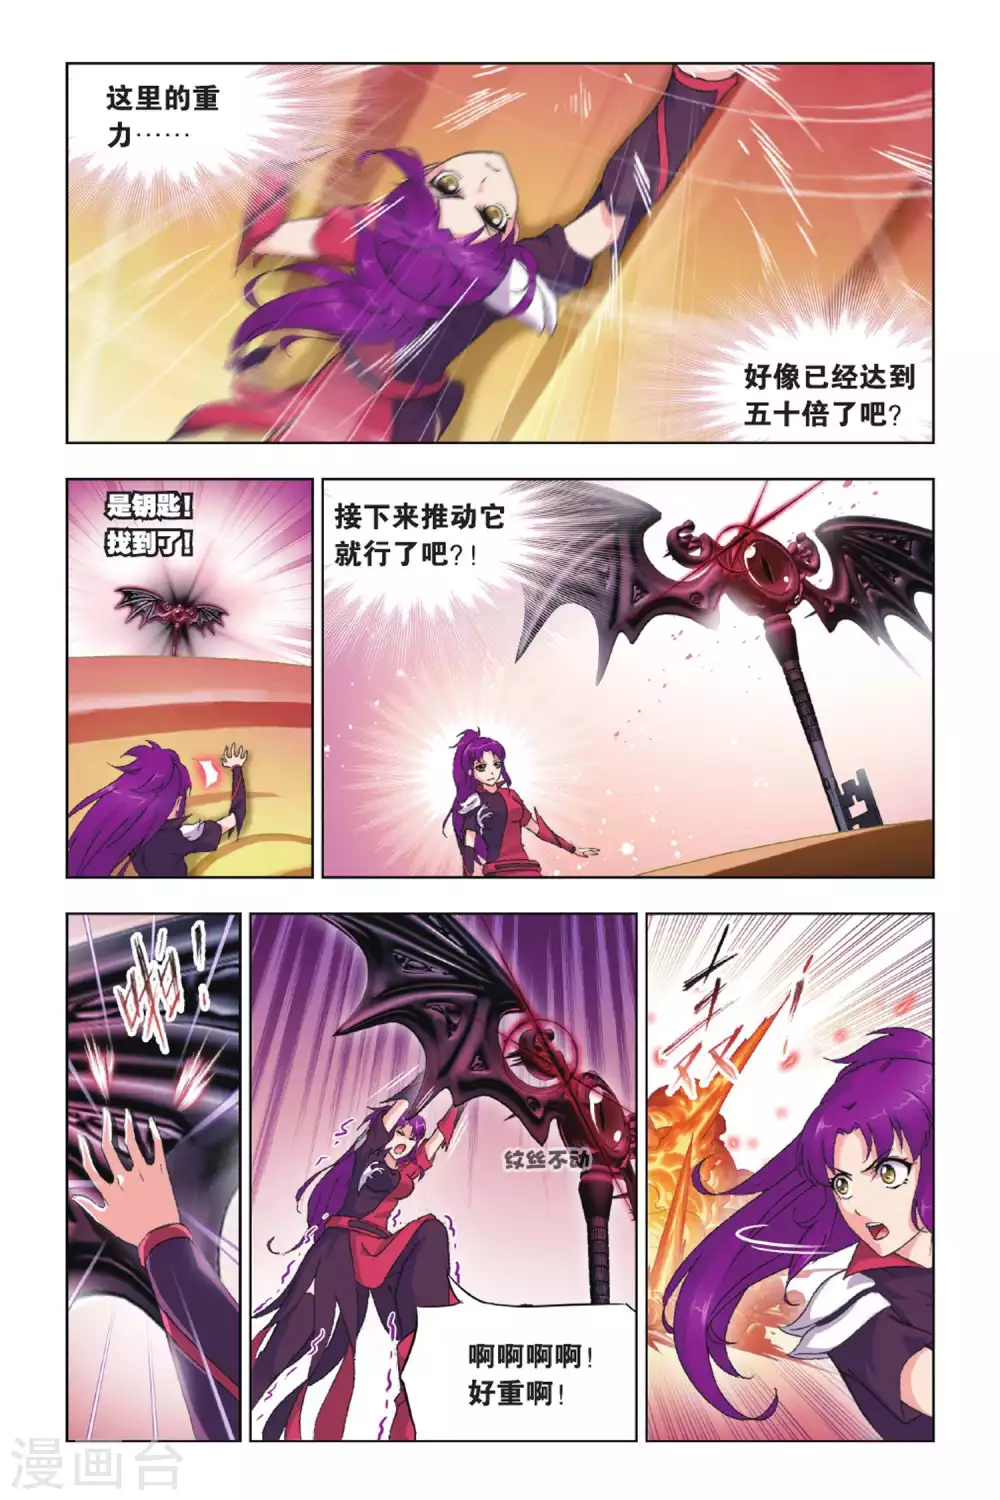 这里的重
力……
好像已经达到
五十倍了吧?
是钥匙!
找到了!
接下来推动它
就行了吧?!
啪!
纹丝不动
啊啊啊啊!
好重啊!
漫画台